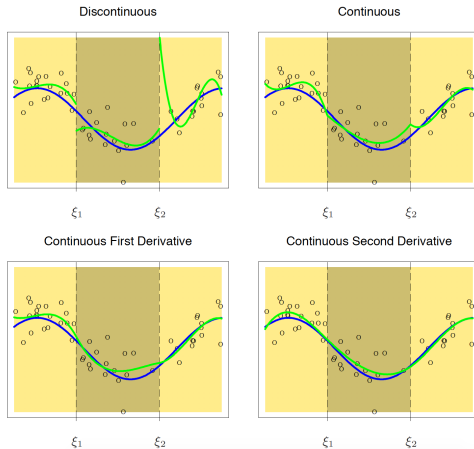 Discontinuous
Continuous
ξ1
ξ2
ξ1
ξ2
Continuous First Derivative
Continuous Second Derivative
ξ1
ξ2
ξ1
ξ2